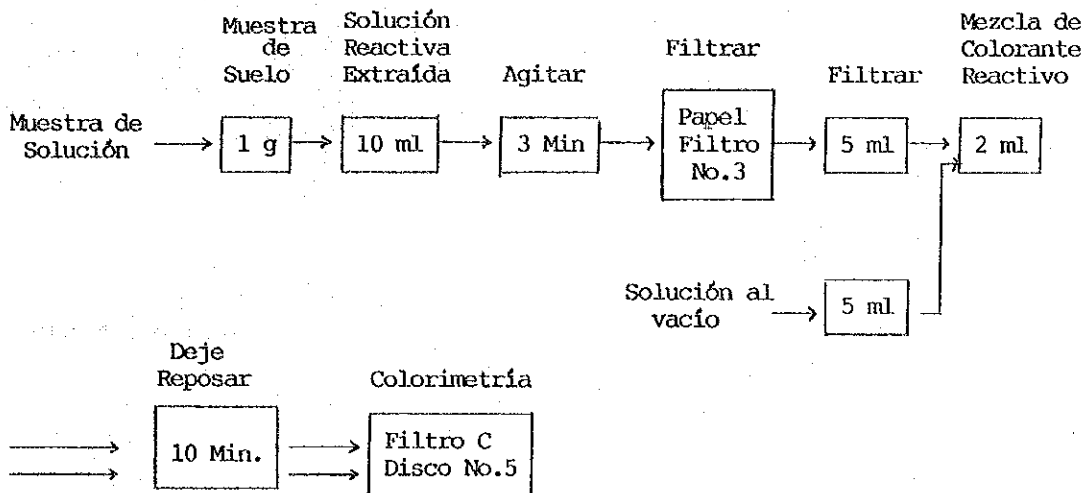 Muestra
de
Suelo
Solución
Reactiva
Extraída
Agitar
Filtrar
Filtrar
Mezcla de
Colorante
Reactivo
Muestra de
Solución
1 g
10 ml
3 Min
Papel
Filtro
No.3
5 ml
2 ml
Solución al
vacío
5 ml
Deje
Reposar
Colorimetría
10 Min.
Filtro C
Disco No.5